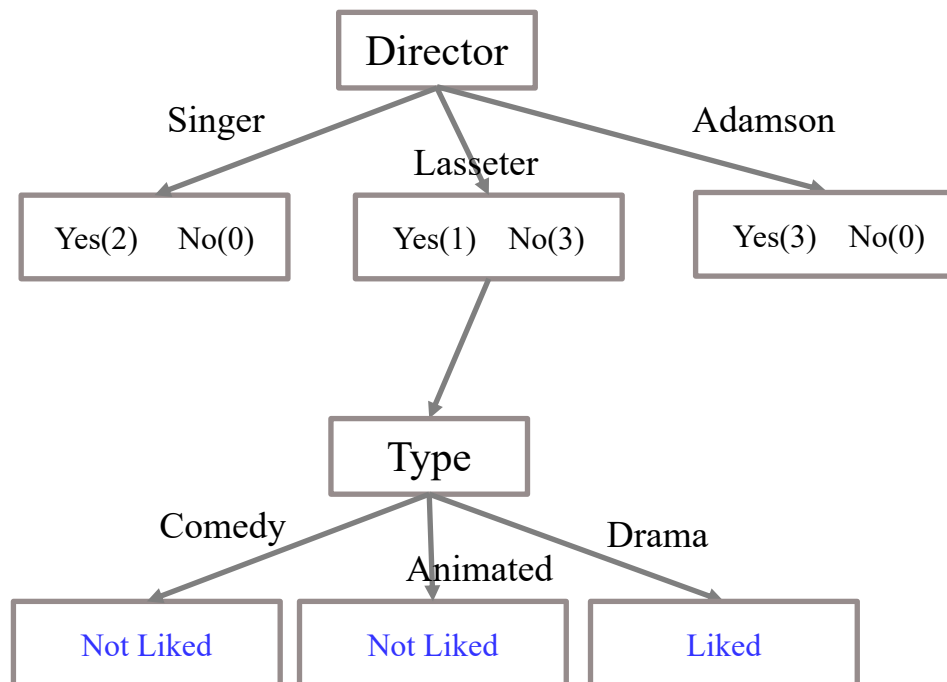 Director
Singer
Adamson
Lasseter
Yes(2) No(0)
Yes(1) No(3)
Yes(3) No(0)
Type
Comedy
Drama
Animated
Not Liked
Not Liked
Liked